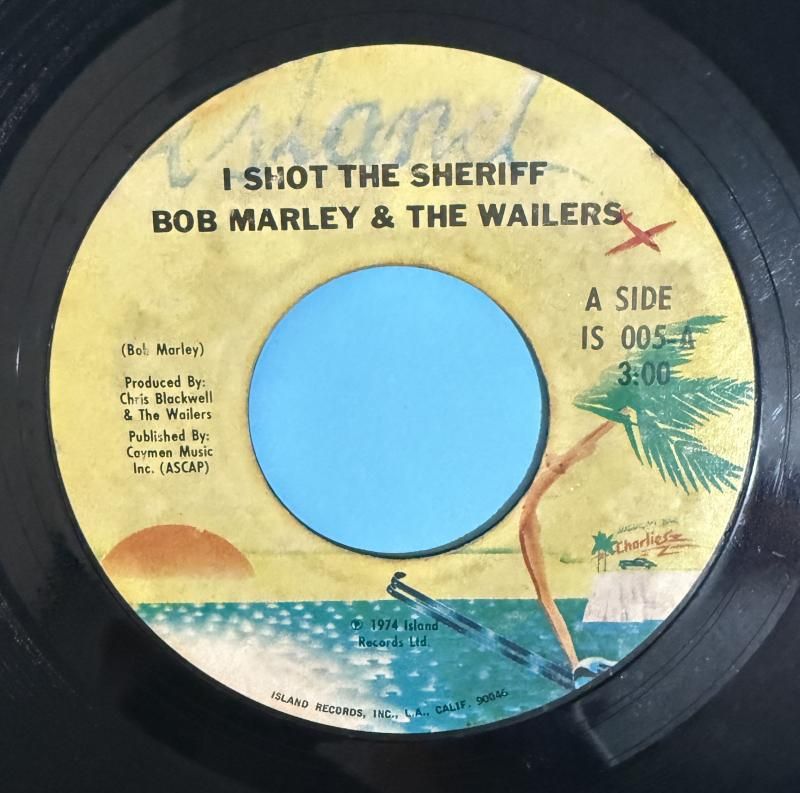 Island
I SHOT THE SHERIFF
BOB MARLEY & THE WAILERS
A SIDE
IS 005-A
3:00
(Bob Marley)
Produced By:
Chris Blackwell
& The Wailers
Published By:
Caymen Music
Inc. (ASCAP)
Charlie's
℗ 1974 Island
Records Ltd.
ISLAND RECORDS, INC., L.A., CALIF. 90046